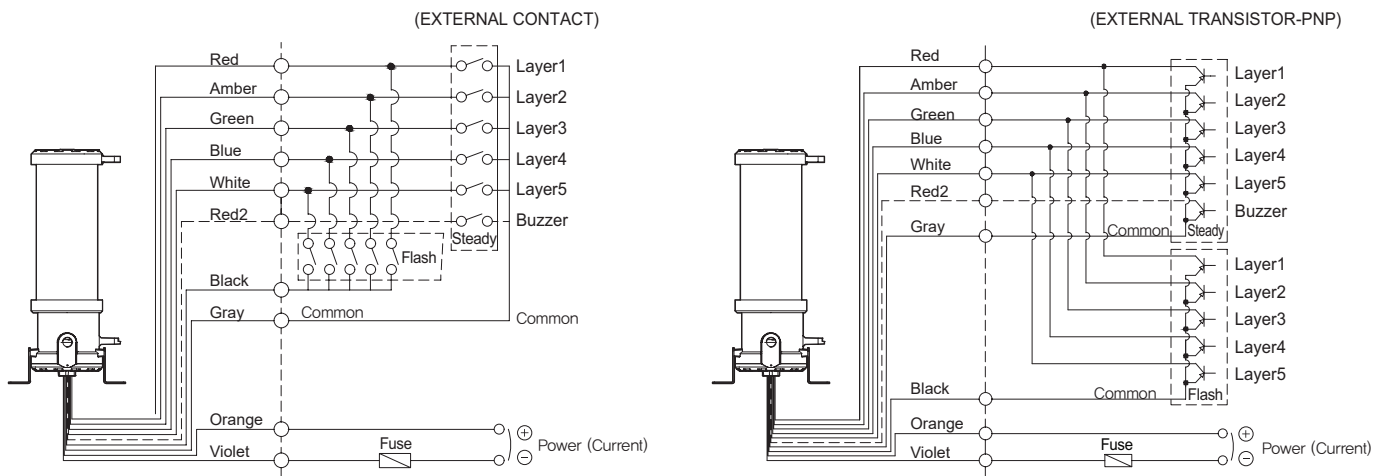 (EXTERNAL CONTACT)
Red
Layer1
Amber
Layer2
Green
Layer3
Blue
Layer4
White
Layer5
Red2
Buzzer
Steady
Flash
Black
Gray
Common
Common
Orange
Violet
Fuse
Power (Current)
(EXTERNAL TRANSISTOR-PNP)
Red
Layer1
Amber
Layer2
Green
Layer3
Blue
Layer4
White
Layer5
Red2
Buzzer
Gray
Common
Steady
Layer1
Layer2
Layer3
Layer4
Layer5
Black
Common
Flash
Orange
Violet
Fuse
Power (Current)